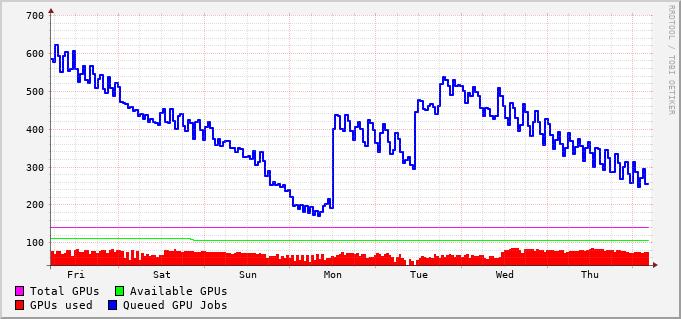 700
600
500
400
300
200
100
Fri Sat Sun Mon Tue Wed Thu
Total GPUs Available GPUs
GPUs used Queued GPU Jobs
RRDTOOL / TOBI OETIKER